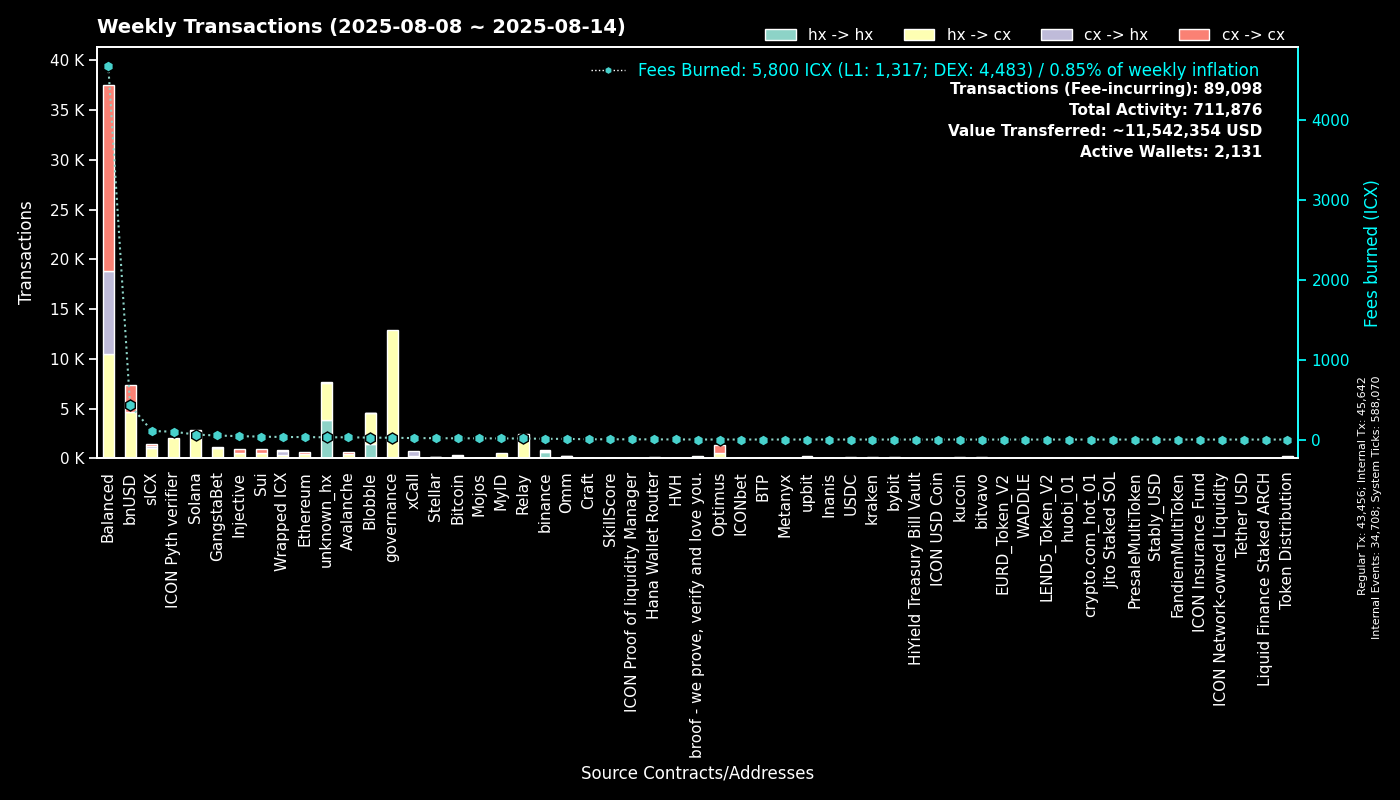 Weekly Transactions (2025-08-08 ~ 2025-08-14)
hx -> hx
hx -> cx
cx -> hx
cx -> cx
Fees Burned: 5,800 ICX (L1: 1,317; DEX: 4,483) / 0.85% of weekly inflation
Transactions (Fee-incurring): 89,098
Total Activity: 711,876
Value Transferred: ~11,542,354 USD
Active Wallets: 2,131
Transactions
40 K
35 K
30 K
25 K
20 K
15 K
10 K
5 K
0 K
4000
3000
2000
1000
0
Fees burned (ICX)
Regular Tx: 43,456; Internal Tx: 45,642
Internal Events: 34,708; System Ticks: 588,070
Balanced
bnUSD
sICX
ICON Pyth verifier
Solana
GangstaBet
Injective
Sui
Wrapped ICX
Ethereum
unknown_hx
Avalanche
Blobble
governance
xCall
Stellar
Bitcoin
Mojos
MyID
Relay
binance
Omm
Craft
SkillScore
ICON Proof of liquidity Manager
Hana Wallet Router
HVH
broof - we prove, verify and love you.
Optimus
ICONbet
BTP
Metanyx
upbit
Inanis
USDC
kraken
bybit
HiYield Treasury Bill Vault
ICON USD Coin
kucoin
bitvavo
EURD_Token_V2
WADDLE
LEND5_Token_V2
huobi_01
crypto.com_hot_01
Jito Staked SOL
PresaleMultiToken
Stably_USD
FandiemMultiToken
ICON Insurance Fund
ICON Network-owned Liquidity
Tether USD
Liquid Finance Staked ARCH
Token Distribution
Source Contracts/Addresses